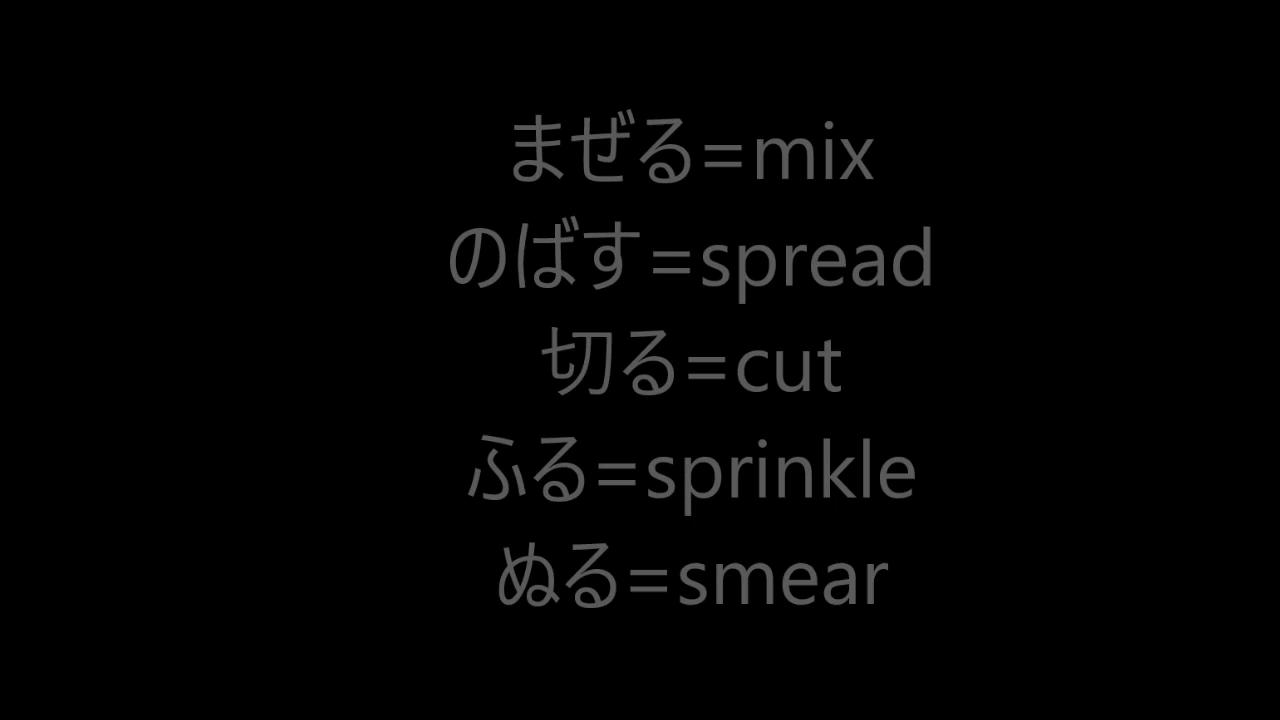 まぜる=mix
のばす=spread
切る=cut
ふる=sprinkle
ぬる=smear